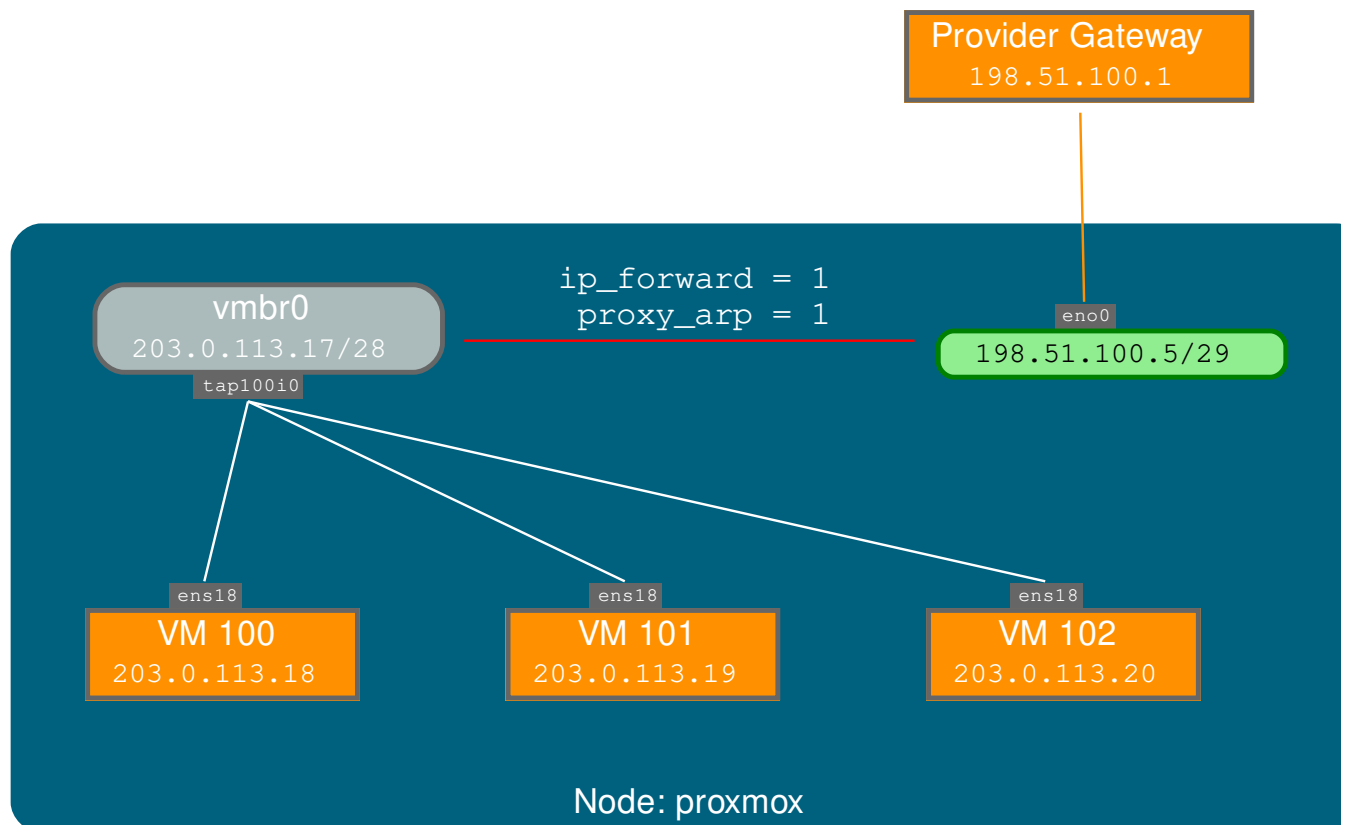 Provider Gateway
198.51.100.1
ip_forward = 1
proxy_arp = 1
vmbr0
203.0.113.17/28
tap100i0
eno0
198.51.100.5/29
ens18
VM 100
203.0.113.18
ens18
VM 101
203.0.113.19
ens18
VM 102
203.0.113.20
Node: proxmox